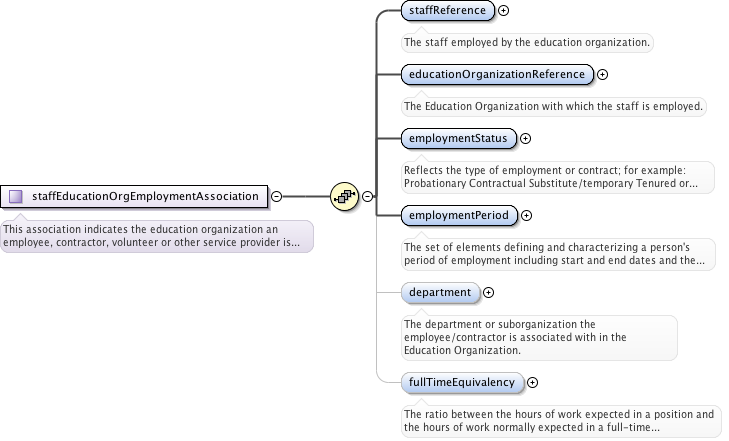 staffReference
The staff employed by the education organization.
educationOrganizationReference
The Education Organization with which the staff is employed.
employmentStatus
Reflects the type of employment or contract; for example:
Probationary Contractual Substitute/temporary Tenured or...
staffEducationOrgEmploymentAssociation
This association indicates the education organization an
employee, contractor, volunteer or other service provider is...
employmentPeriod
The set of elements defining and characterizing a person's
period of employment including start and end dates and the...
department
The department or suborganization the
employee/contractor is associated with in the
Education Organization.
fullTimeEquivalency
The ratio between the hours of work expected in a position and
the hours of work normally expected in a full-time...